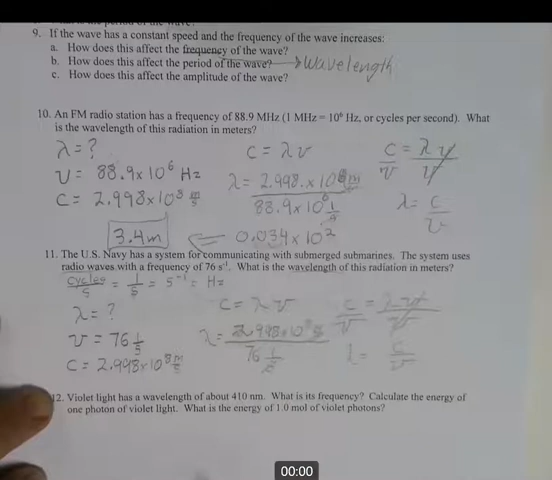 9. If the wave has a constant speed and the frequency of the wave increases:
a. How does this affect the frequency of the wave?
b. How does this affect the period of the wave? → Wavelength
c. How does this affect the amplitude of the wave?
10. An FM radio station has a frequency of 88.9 MHz (1 MHz = 10⁶ Hz, or cycles per second). What
is the wavelength of this radiation in meters?
λ = ?
ν = 88.9 x 10⁶ Hz
C = 2.998 x 10⁸ m/s
C = λν
λ = 2.998 x 10⁸ m/s
88.9 x 10⁶ 1/s
C/ν = λν/ν
λ = C/ν
3.4m ⇐ 0.034 x 10²
11. The U.S. Navy has a system for communicating with submerged submarines. The system uses
radio waves with a frequency of 76 s⁻¹. What is the wavelength of this radiation in meters?
cycles/s = 1/s = s⁻¹ = Hz
λ = ?
ν = 76 1/s
C = 2.998 x 10⁸ m/s
C = λν
λ = 2.998 x 10⁸
76 1/s
C/ν = λν/ν
C/ν
12. Violet light has a wavelength of about 410 nm. What is its frequency? Calculate the energy of
one photon of violet light. What is the energy of 1.0 mol of violet photons?
00:00